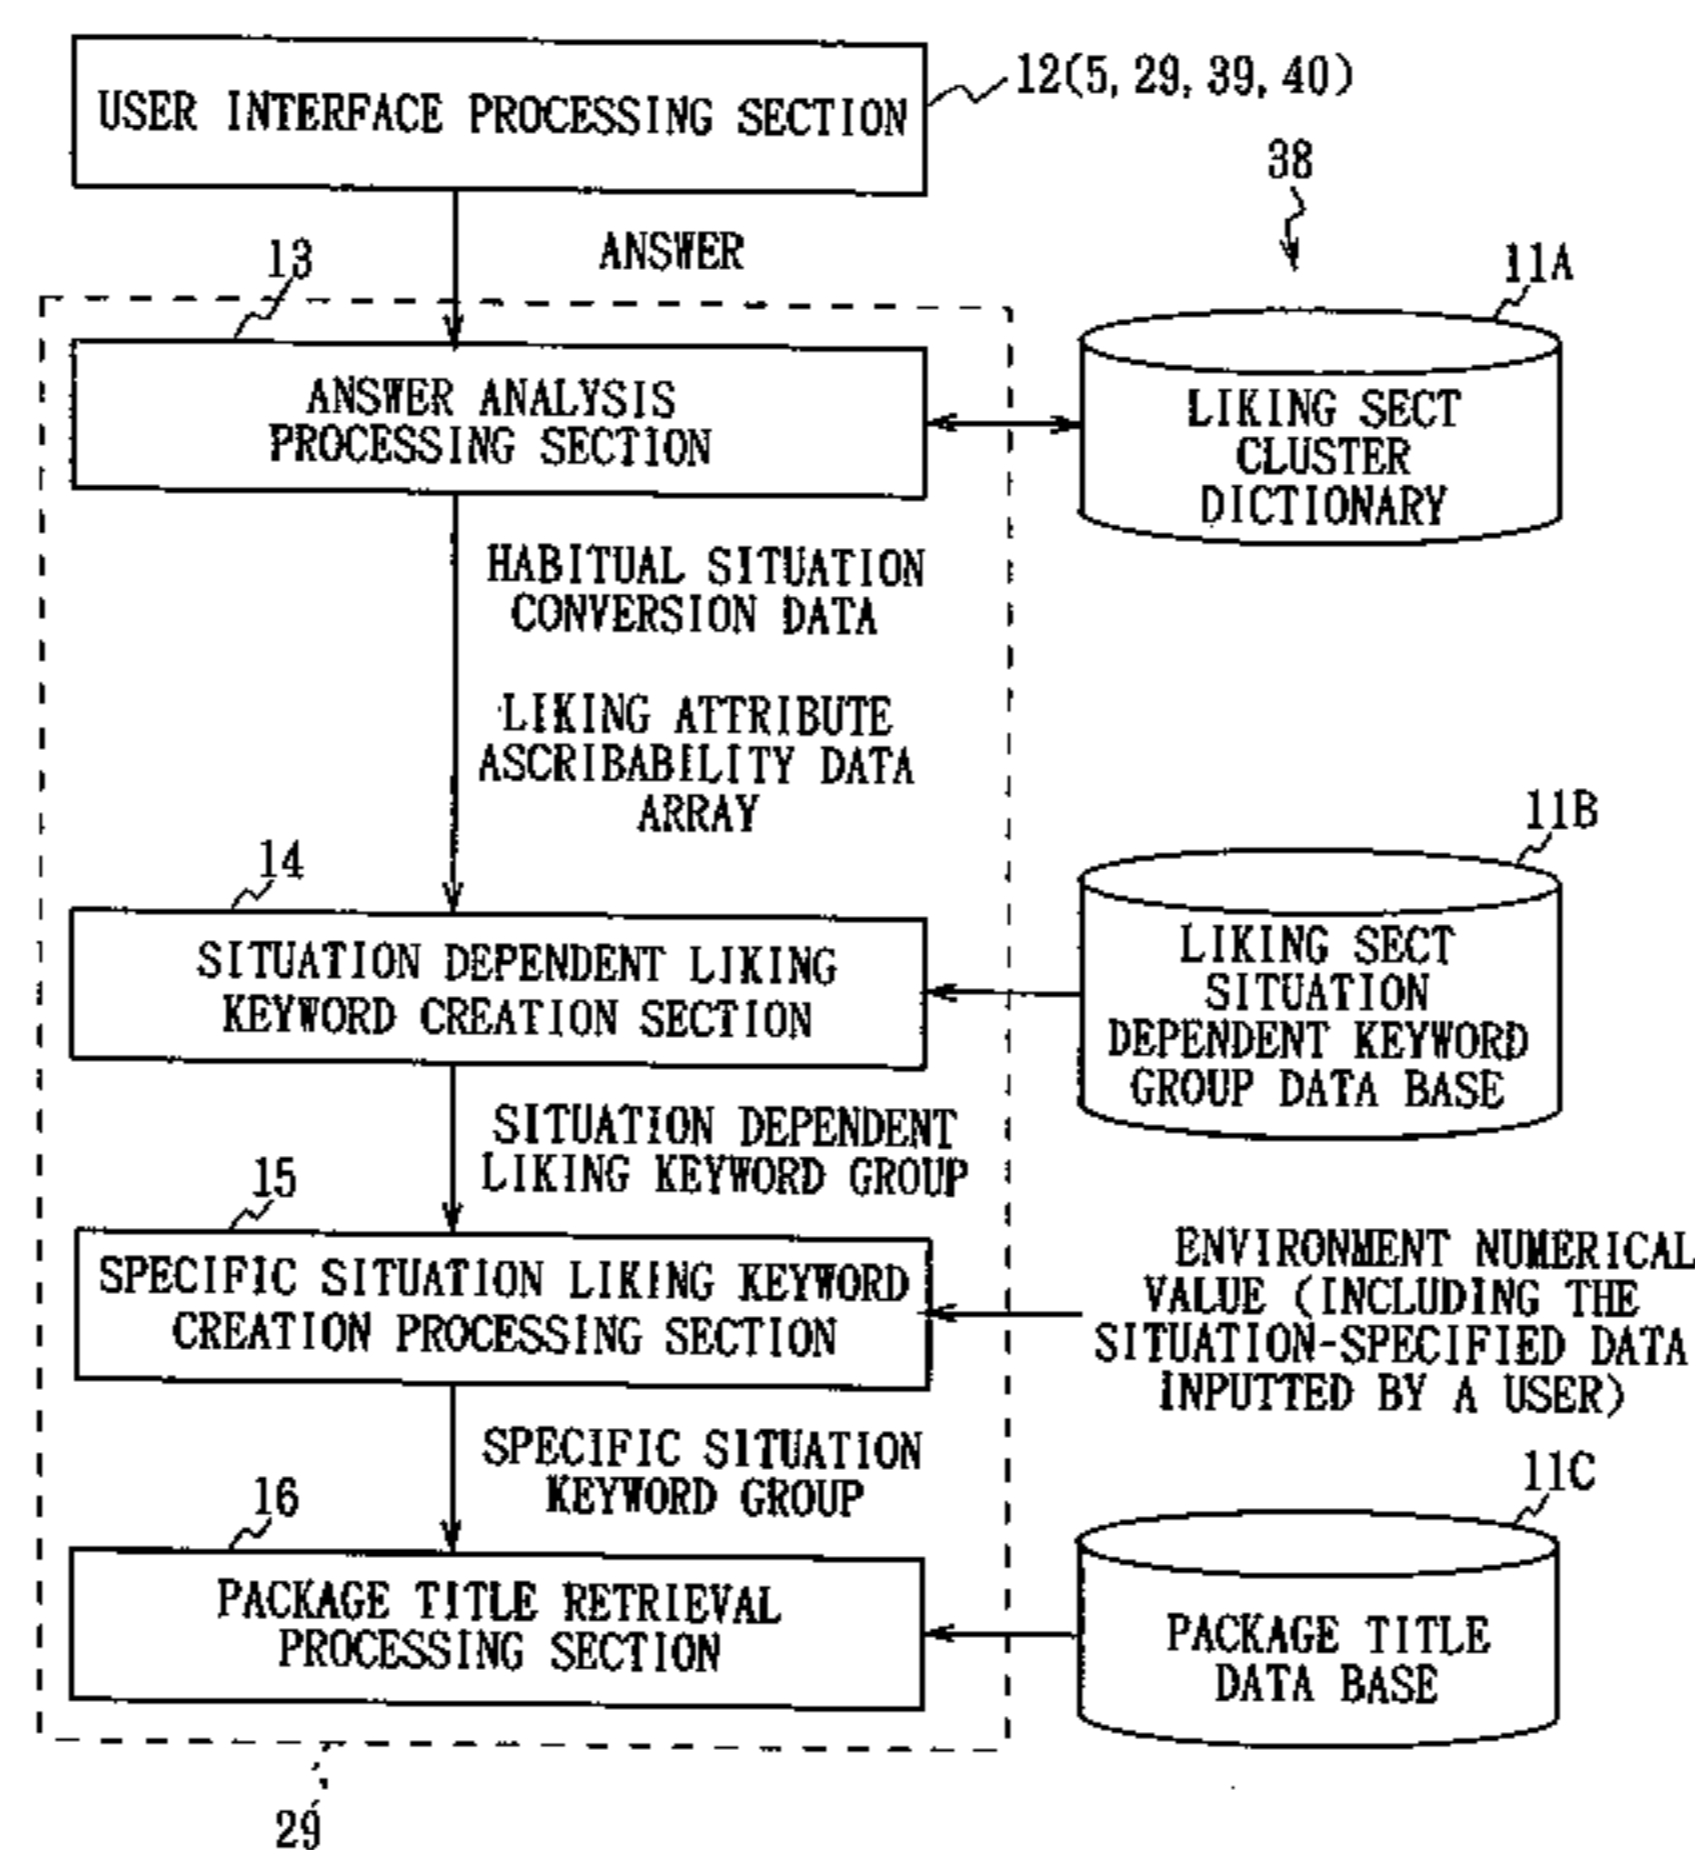 USER INTERFACE PROCESSING SECTION
12(5, 29, 39, 40)
38
ANSWER
13
11A
ANSWER ANALYSIS
PROCESSING SECTION
LIKING SECT
CLUSTER
DICTIONARY
HABITUAL SITUATION
CONVERSION DATA
LIKING ATTRIBUTE
ASCRIBABILITY DATA
ARRAY
11B
14
SITUATION DEPENDENT LIKING
KEYWORD CREATION SECTION
LIKING SECT
SITUATION
DEPENDENT KEYWORD
GROUP DATA BASE
SITUATION DEPENDENT
LIKING KEYWORD GROUP
15
SPECIFIC SITUATION LIKING KEYWORD
CREATION PROCESSING SECTION
ENVIRONMENT NUMERICAL
VALUE (INCLUDING THE
SITUATION-SPECIFIED DATA
INPUTTED BY A USER)
SPECIFIC SITUATION
KEYWORD GROUP
11C
16
PACKAGE TITLE RETRIEVAL
PROCESSING SECTION
PACKAGE TITLE
DATA BASE
29